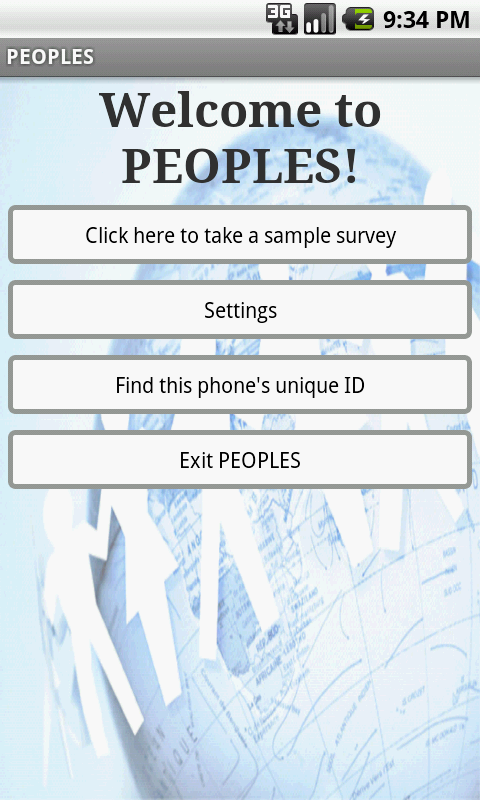 3G 9:34 PM
PEOPLES
Welcome to
PEOPLES!
Click here to take a sample survey
Settings
Find this phone's unique ID
Exit PEOPLES